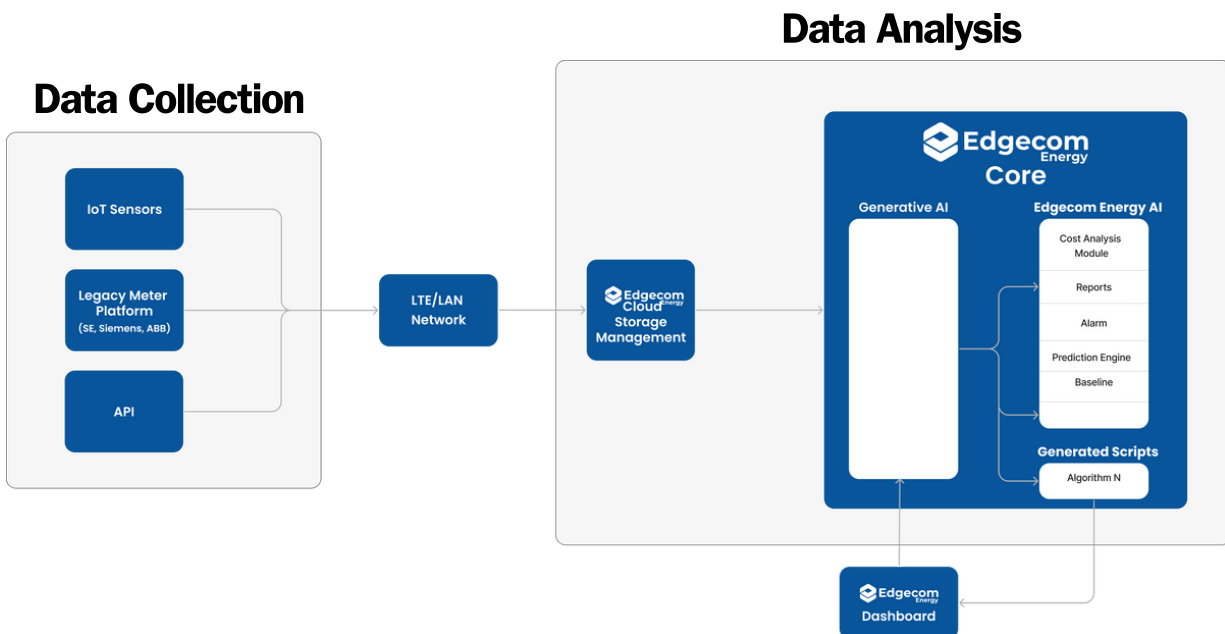 Data Analysis
Data Collection
IoT Sensors
Legacy Meter
Platform
(SE, Siemens, ABB)
API
LTE/LAN
Network
Edgecom
Energy
Cloud
Storage
Management
Edgecom
Energy
Core
Generative AI
Edgecom Energy AI
Cost Analysis
Module
Reports
Alarm
Prediction Engine
Baseline
Generated Scripts
Algorithm N
Edgecom
Energy
Dashboard